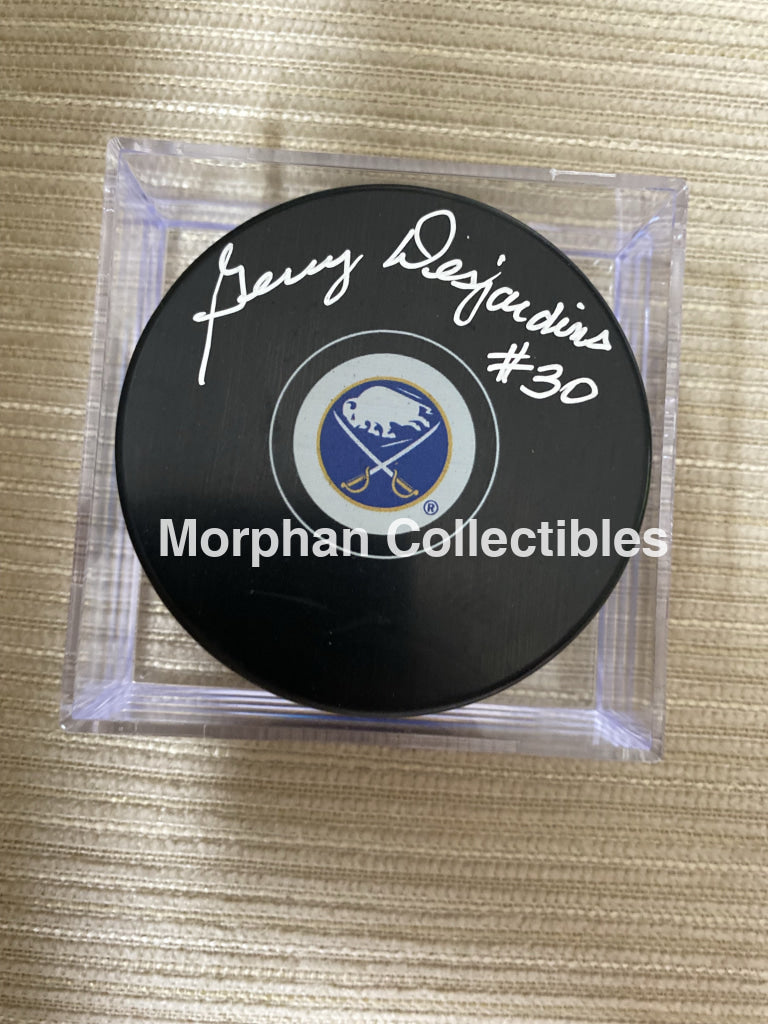 Gerry Desjardins
#30
®
Morphan Collectibles